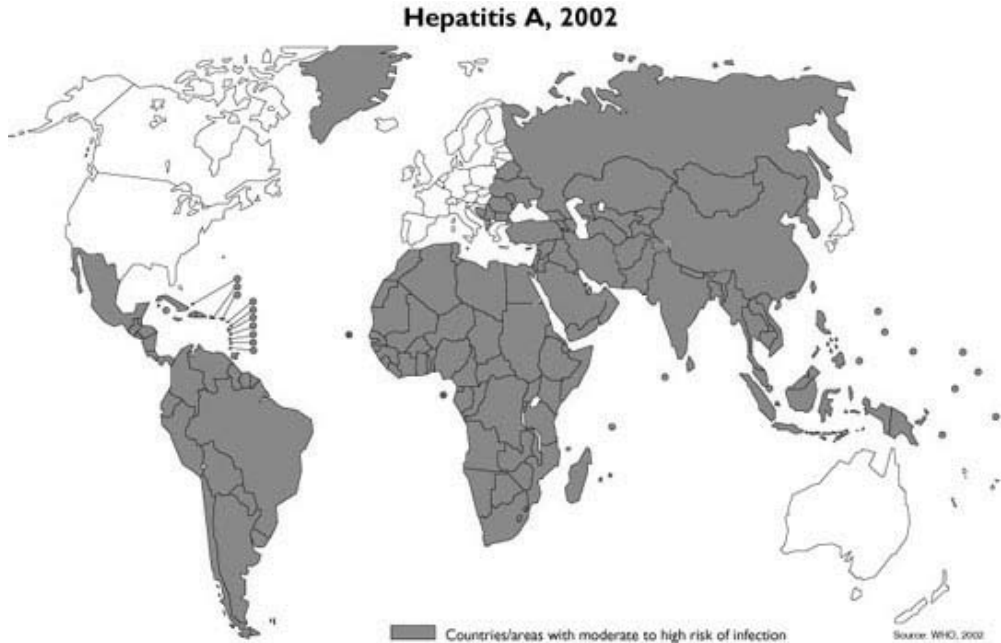 Hepatitis A, 2002
Countries/areas with moderate to high risk of infection
Source: WHO, 2002